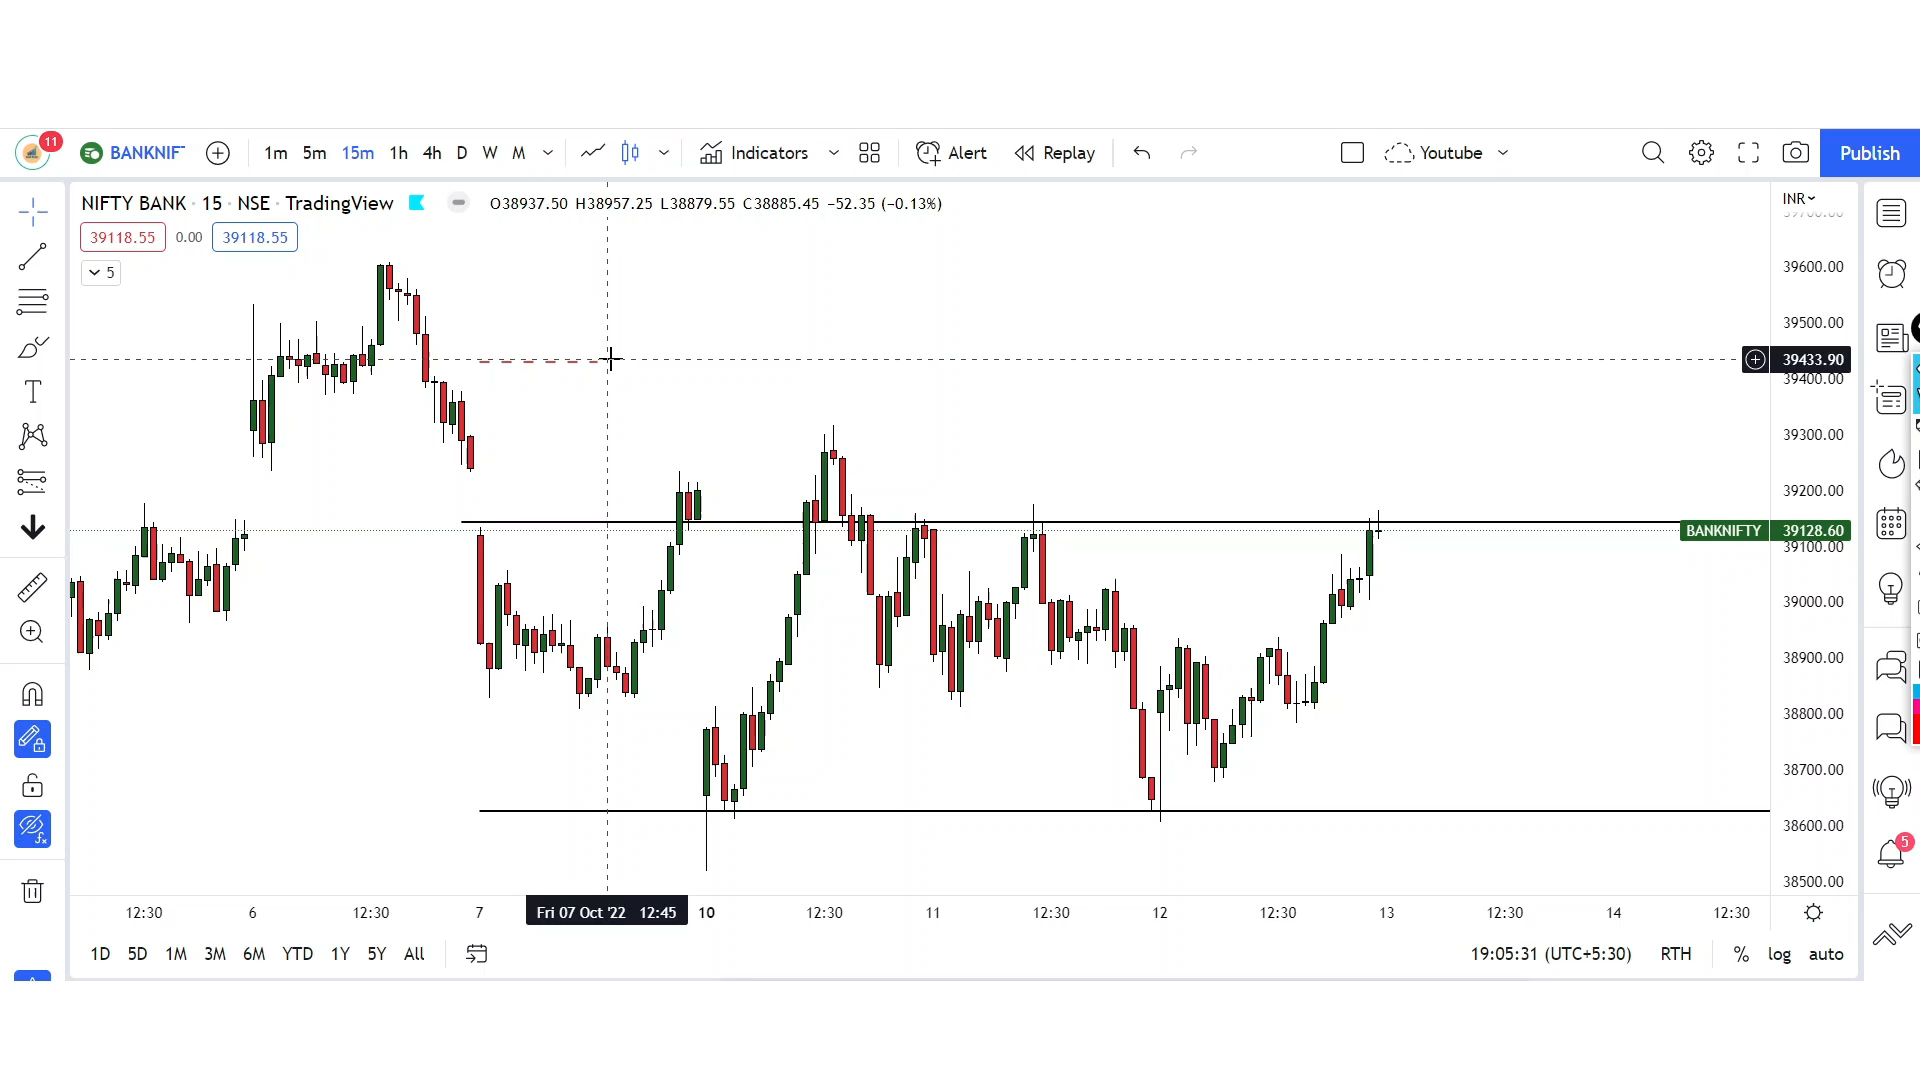 11 BANKNIF 1m 5m 15m 1h 4h D W M Indicators Alert Replay Youtube Publish
NIFTY BANK · 15 · NSE · TradingView O38937.50 H38957.25 L38879.55 C38885.45 −52.35 (−0.13%) INR
39118.55 0.00 39118.55
5
39600.00
39500.00
39433.90
39400.00
39300.00
39200.00
BANKNIFTY 39128.60
39100.00
39000.00
38900.00
38800.00
38700.00
38600.00
5
38500.00
12:30 6 12:30 7 Fri 07 Oct '22 12:45 10 12:30 11 12:30 12 12:30 13 12:30 14 12:30
1D 5D 1M 3M 6M YTD 1Y 5Y All 19:05:31 (UTC+5:30) RTH % log auto